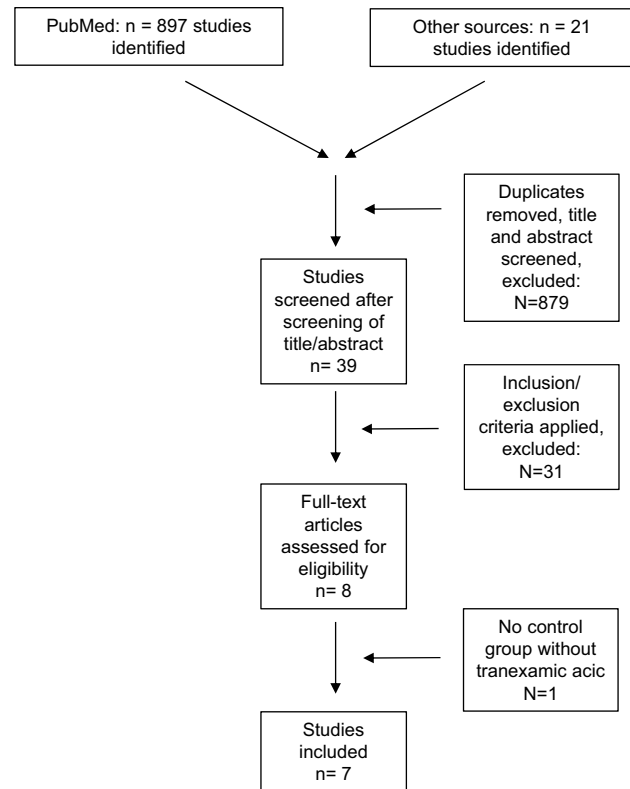 PubMed: n = 897 studies
identified
Other sources: n = 21
studies identified
Duplicates
removed, title
and abstract
screened,
excluded:
N=879
Studies
screened after
screening of
title/abstract
n= 39
Inclusion/
exclusion
criteria applied,
excluded:
N=31
Full-text
articles
assessed for
eligibility
n= 8
No control
group without
tranexamic acic
N=1
Studies
included
n= 7